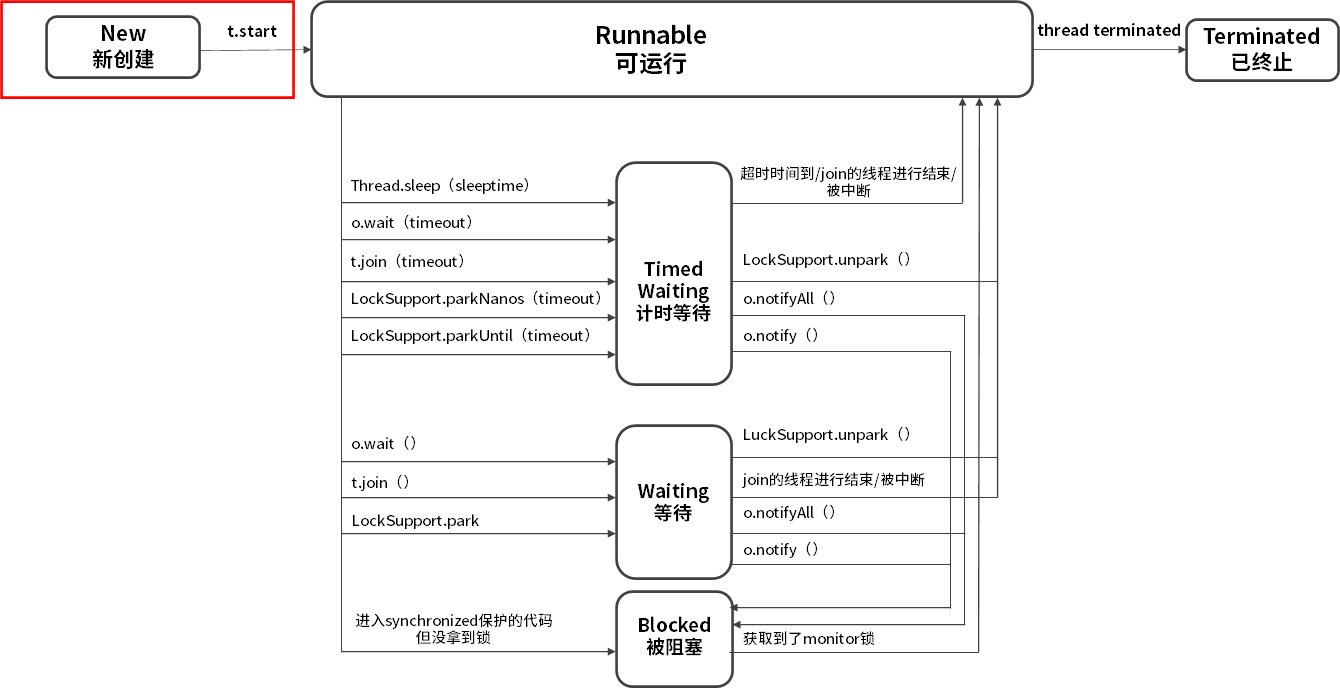 New
新创建
t.start
Runnable
可运行
thread terminated
Terminated
已终止
Thread.sleep（sleeptime）
o.wait（timeout）
t.join（timeout）
LockSupport.parkNanos（timeout）
LockSupport.parkUntil（timeout）
Timed
Waiting
计时等待
超时时间到/join的线程进行结束/
被中断
LockSupport.unpark（）
o.notifyAll（）
o.notify（）
o.wait（）
t.join（）
LockSupport.park
Waiting
等待
LuckSupport.unpark（）
join的线程进行结束/被中断
o.notifyAll（）
o.notify（）
进入synchronized保护的代码
但没拿到锁
Blocked
被阻塞
获取到了monitor锁